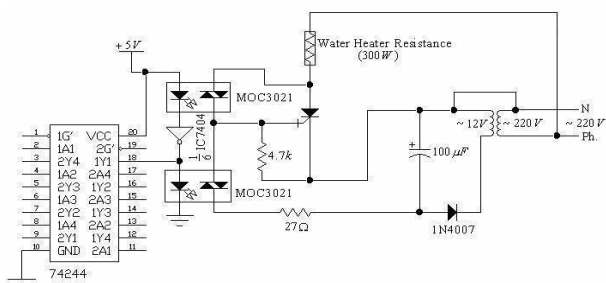 +5V
Water Heater Resistance
(300W)
MOC3021
1/6 IC7404
4.7k
MOC3021
27Ω
100 μF
+
1N4007
~ 12V
~ 220V
N
~ 220V
Ph.
1 1G' VCC 20
2 1A1 2G' 19
3 2Y4 1Y1 18
4 1A2 2A4 17
5 2Y3 1Y2 16
6 1A3 2A3 15
7 2Y2 1Y3 14
8 1A4 2A2 13
9 2Y1 1Y4 12
10 GND 2A1 11
74244